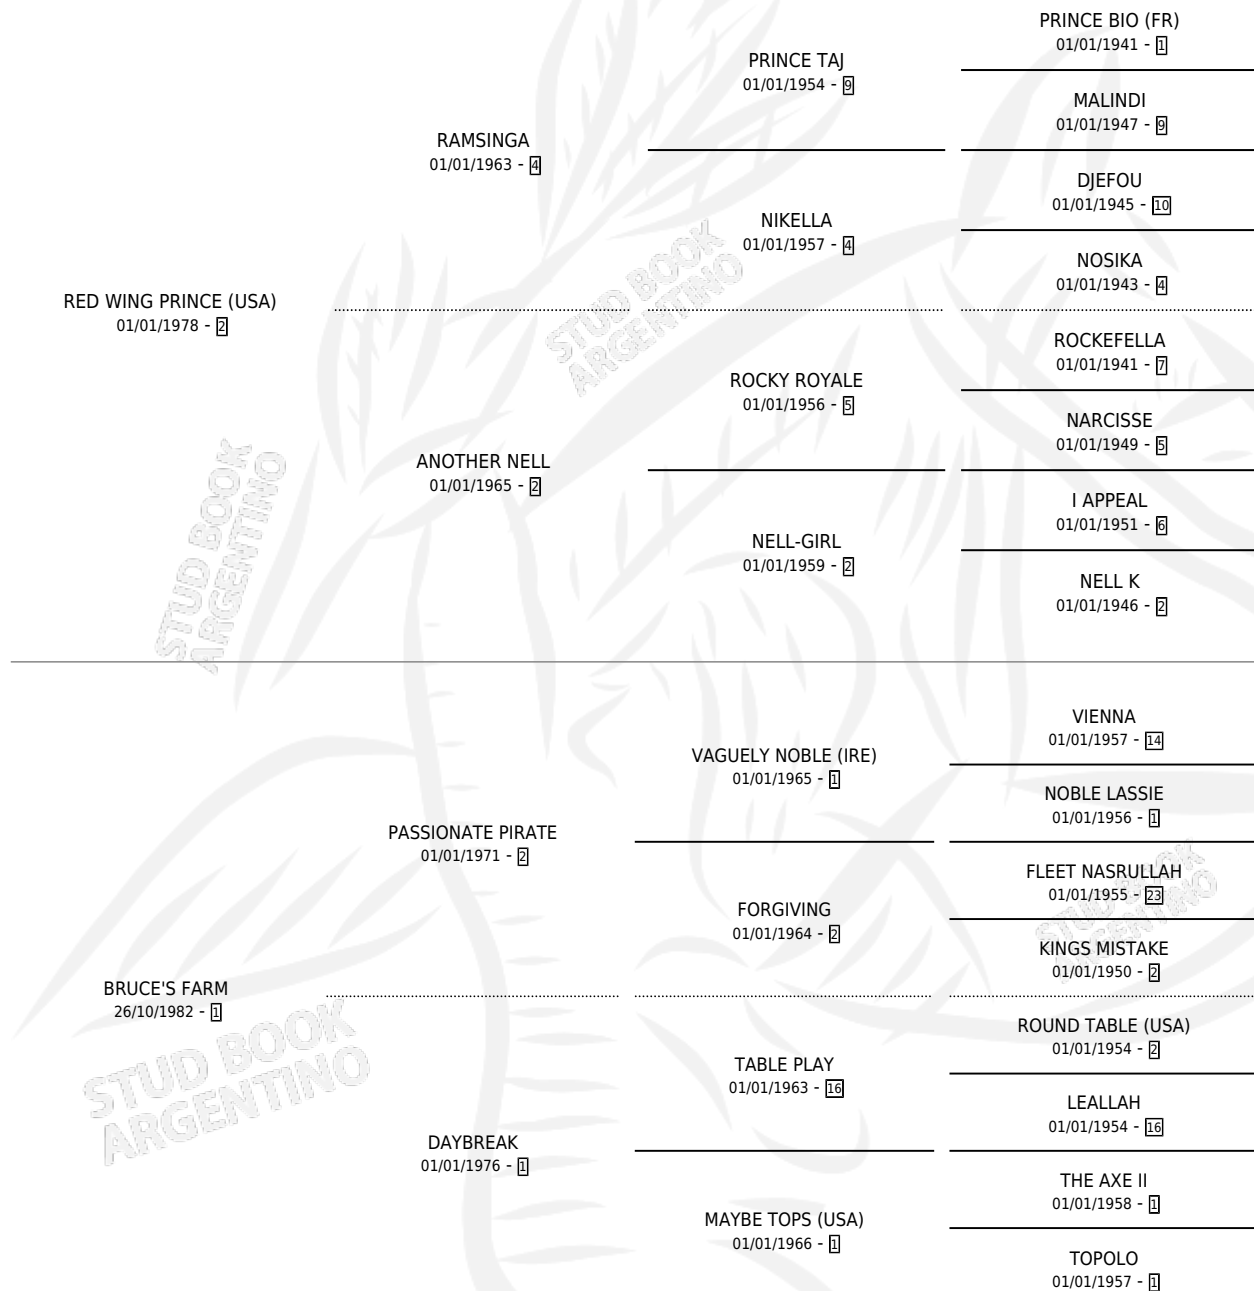 PRINCE BIO (FR)
01/01/1941 - 1
PRINCE TAJ
01/01/1954 - 9
MALINDI
01/01/1947 - 9
RAMSINGA
01/01/1963 - 4
DJEFOU
01/01/1945 - 10
NIKELLA
01/01/1957 - 4
NOSIKA
01/01/1943 - 4
RED WING PRINCE (USA)
01/01/1978 - 2
STUD BOOK
ARGENTINO
ROCKEFELLA
01/01/1941 - 7
ROCKY ROYALE
01/01/1956 - 5
NARCISSE
01/01/1949 - 5
ANOTHER NELL
01/01/1965 - 2
I APPEAL
01/01/1951 - 6
NELL-GIRL
01/01/1959 - 2
NELL K
01/01/1946 - 2
STUD BOOK
ARGENTINO
VIENNA
01/01/1957 - 14
VAGUELY NOBLE (IRE)
01/01/1965 - 1
NOBLE LASSIE
01/01/1956 - 1
PASSIONATE PIRATE
01/01/1971 - 2
FLEET NASRULLAH
01/01/1955 - 23
STUD BOOK
ARGENTINO
FORGIVING
01/01/1964 - 2
KINGS MISTAKE
01/01/1950 - 2
BRUCE'S FARM
26/10/1982 - 1
STUD BOOK
ARGENTINO
ROUND TABLE (USA)
01/01/1954 - 2
TABLE PLAY
01/01/1963 - 16
LEALLAH
01/01/1954 - 16
DAYBREAK
01/01/1976 - 1
THE AXE II
01/01/1958 - 1
MAYBE TOPS (USA)
01/01/1966 - 1
TOPOLO
01/01/1957 - 1